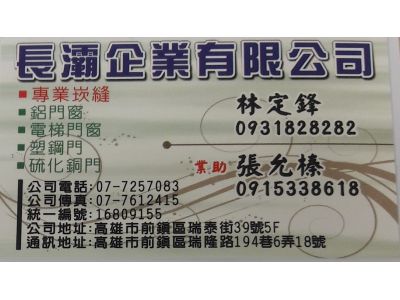 長灞企業有限公司
■專業崁縫
■鋁門窗
■電梯門窗
■塑鋼門
■硫化銅門
林定鋒
0931828282
業助 張允榛
0915338618
公司電話:07-7257083
公司傳真:07-7612415
統一編號:16809155
公司地址:高雄市前鎮區瑞泰街39號5F
通訊地址:高雄市前鎮區瑞隆路194巷6弄18號